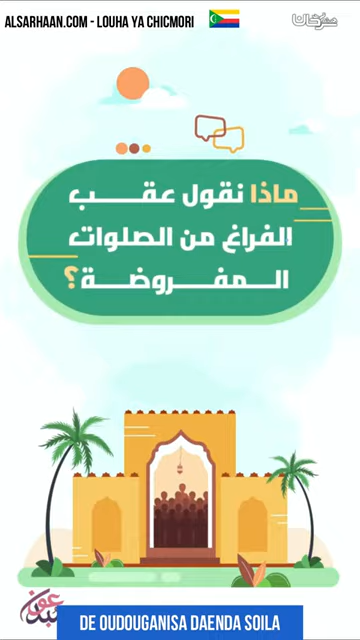 ALSARHAAN.COM - LOUHA YA CHICMORI
ماذا نقول عقب
الفراغ من الصلوات
المفروضة؟
DE OUDOUGANISA DAENDA SOILA